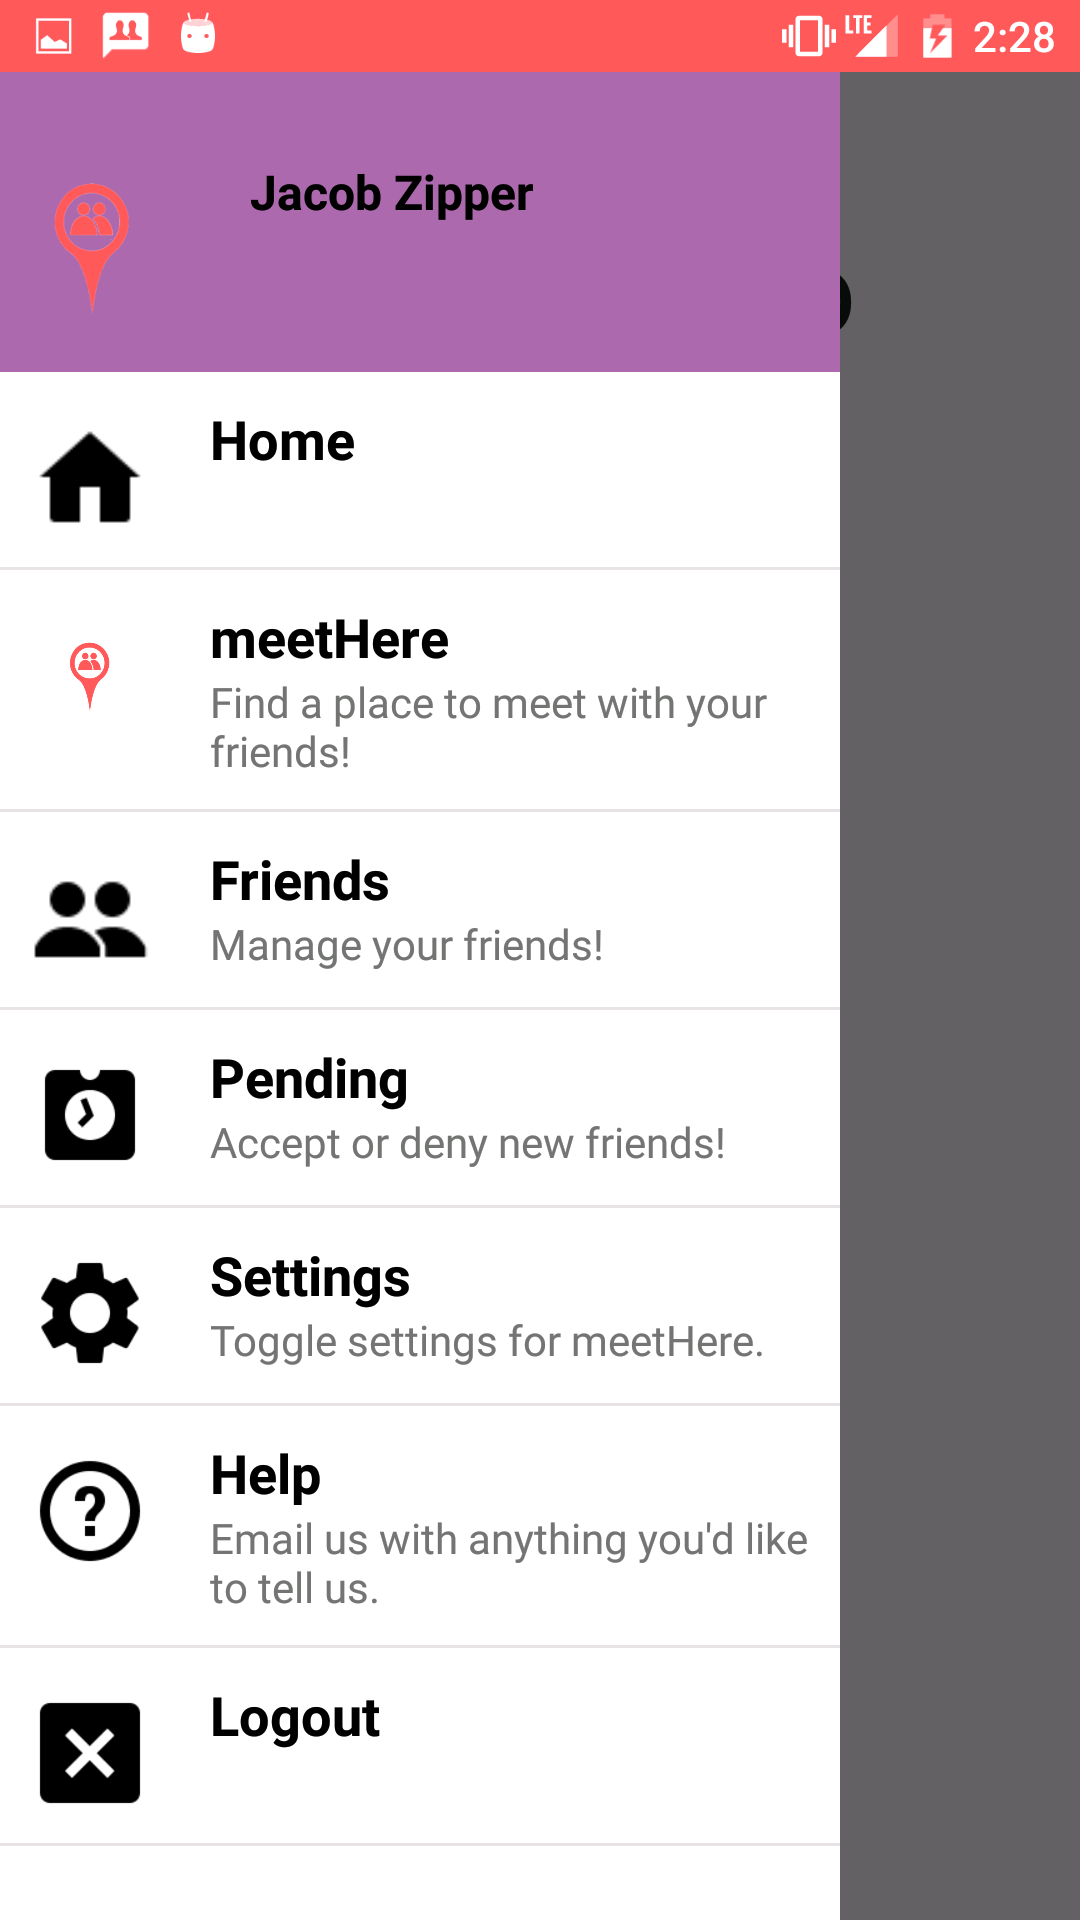 LTE 2:28
Jacob Zipper
Home
meetHere
Find a place to meet with your
friends!
Friends
Manage your friends!
Pending
Accept or deny new friends!
Settings
Toggle settings for meetHere.
Help
Email us with anything you'd like
to tell us.
Logout